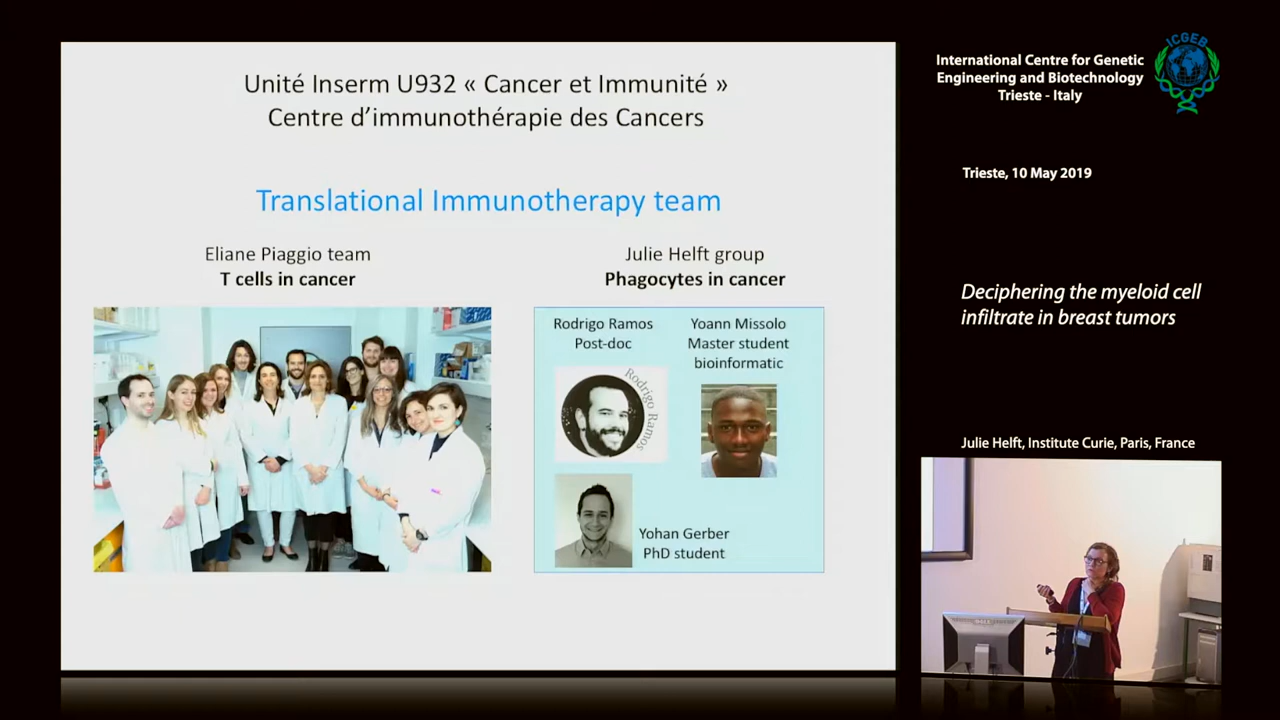 Unité Inserm U932 « Cancer et Immunité »
Centre d'immunothérapie des Cancers
Translational Immunotherapy team
Eliane Piaggio team
T cells in cancer
Julie Helft group
Phagocytes in cancer
Rodrigo Ramos
Post-doc
Rodrigo Ramos
Yoann Missolo
Master student
bioinformatic
Yohan Gerber
PhD student
ICGEB
International Centre for Genetic
Engineering and Biotechnology
Trieste - Italy
Trieste, 10 May 2019
Deciphering the myeloid cell
infiltrate in breast tumors
Julie Helft, Institute Curie, Paris, France
DELL